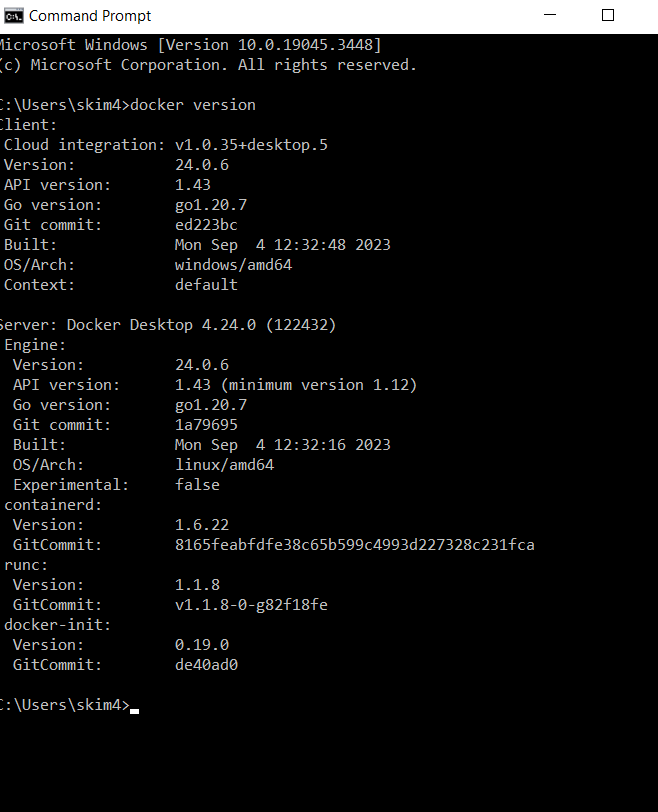 Command Prompt
Microsoft Windows [Version 10.0.19045.3448]
(c) Microsoft Corporation. All rights reserved.
C:\Users\skim4>docker version
Client:
 Cloud integration: v1.0.35+desktop.5
 Version:           24.0.6
 API version:       1.43
 Go version:        go1.20.7
 Git commit:        ed223bc
 Built:             Mon Sep  4 12:32:48 2023
 OS/Arch:           windows/amd64
 Context:           default
Server: Docker Desktop 4.24.0 (122432)
 Engine:
  Version:          24.0.6
  API version:      1.43 (minimum version 1.12)
  Go version:       go1.20.7
  Git commit:       1a79695
  Built:            Mon Sep  4 12:32:16 2023
  OS/Arch:          linux/amd64
  Experimental:     false
 containerd:
  Version:          1.6.22
  GitCommit:        8165feabfdfe38c65b599c4993d227328c231fca
 runc:
  Version:          1.1.8
  GitCommit:        v1.1.8-0-g82f18fe
 docker-init:
  Version:          0.19.0
  GitCommit:        de40ad0
C:\Users\skim4>